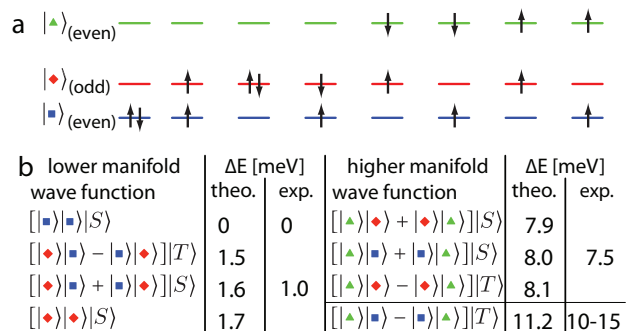 a |▲⟩(even)
|◆⟩(odd)
|■⟩(even)
b lower manifold wave function ΔE [meV] theo. exp. higher manifold wave function ΔE [meV] theo. exp.
[|■⟩|■⟩]|S⟩ 0 0 [|▲⟩|◆⟩ + |◆⟩|▲⟩]|S⟩ 7.9
[|◆⟩|■⟩ − |■⟩|◆⟩]|T⟩ 1.5 [|▲⟩|■⟩ + |■⟩|▲⟩]|S⟩ 8.0 7.5
[|◆⟩|■⟩ + |■⟩|◆⟩]|S⟩ 1.6 1.0 [|▲⟩|◆⟩ − |◆⟩|▲⟩]|T⟩ 8.1
[|◆⟩|◆⟩|S⟩ 1.7 [|▲⟩|■⟩ − |■⟩|▲⟩]|T⟩ 11.2 10-15